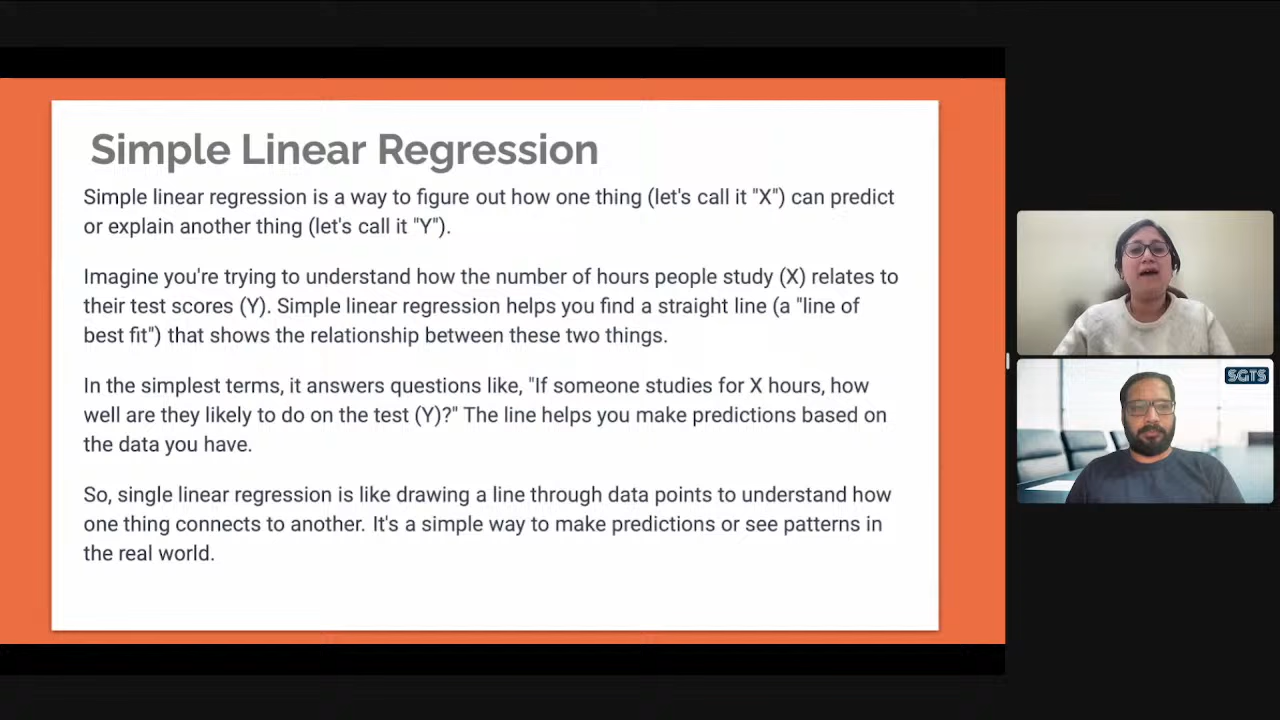 Simple Linear Regression
Simple linear regression is a way to figure out how one thing (let's call it "X") can predict
or explain another thing (let's call it "Y").
Imagine you're trying to understand how the number of hours people study (X) relates to
their test scores (Y). Simple linear regression helps you find a straight line (a "line of
best fit") that shows the relationship between these two things.
In the simplest terms, it answers questions like, "If someone studies for X hours, how
well are they likely to do on the test (Y)?" The line helps you make predictions based on
the data you have.
So, single linear regression is like drawing a line through data points to understand how
one thing connects to another. It's a simple way to make predictions or see patterns in
the real world.
SGTS